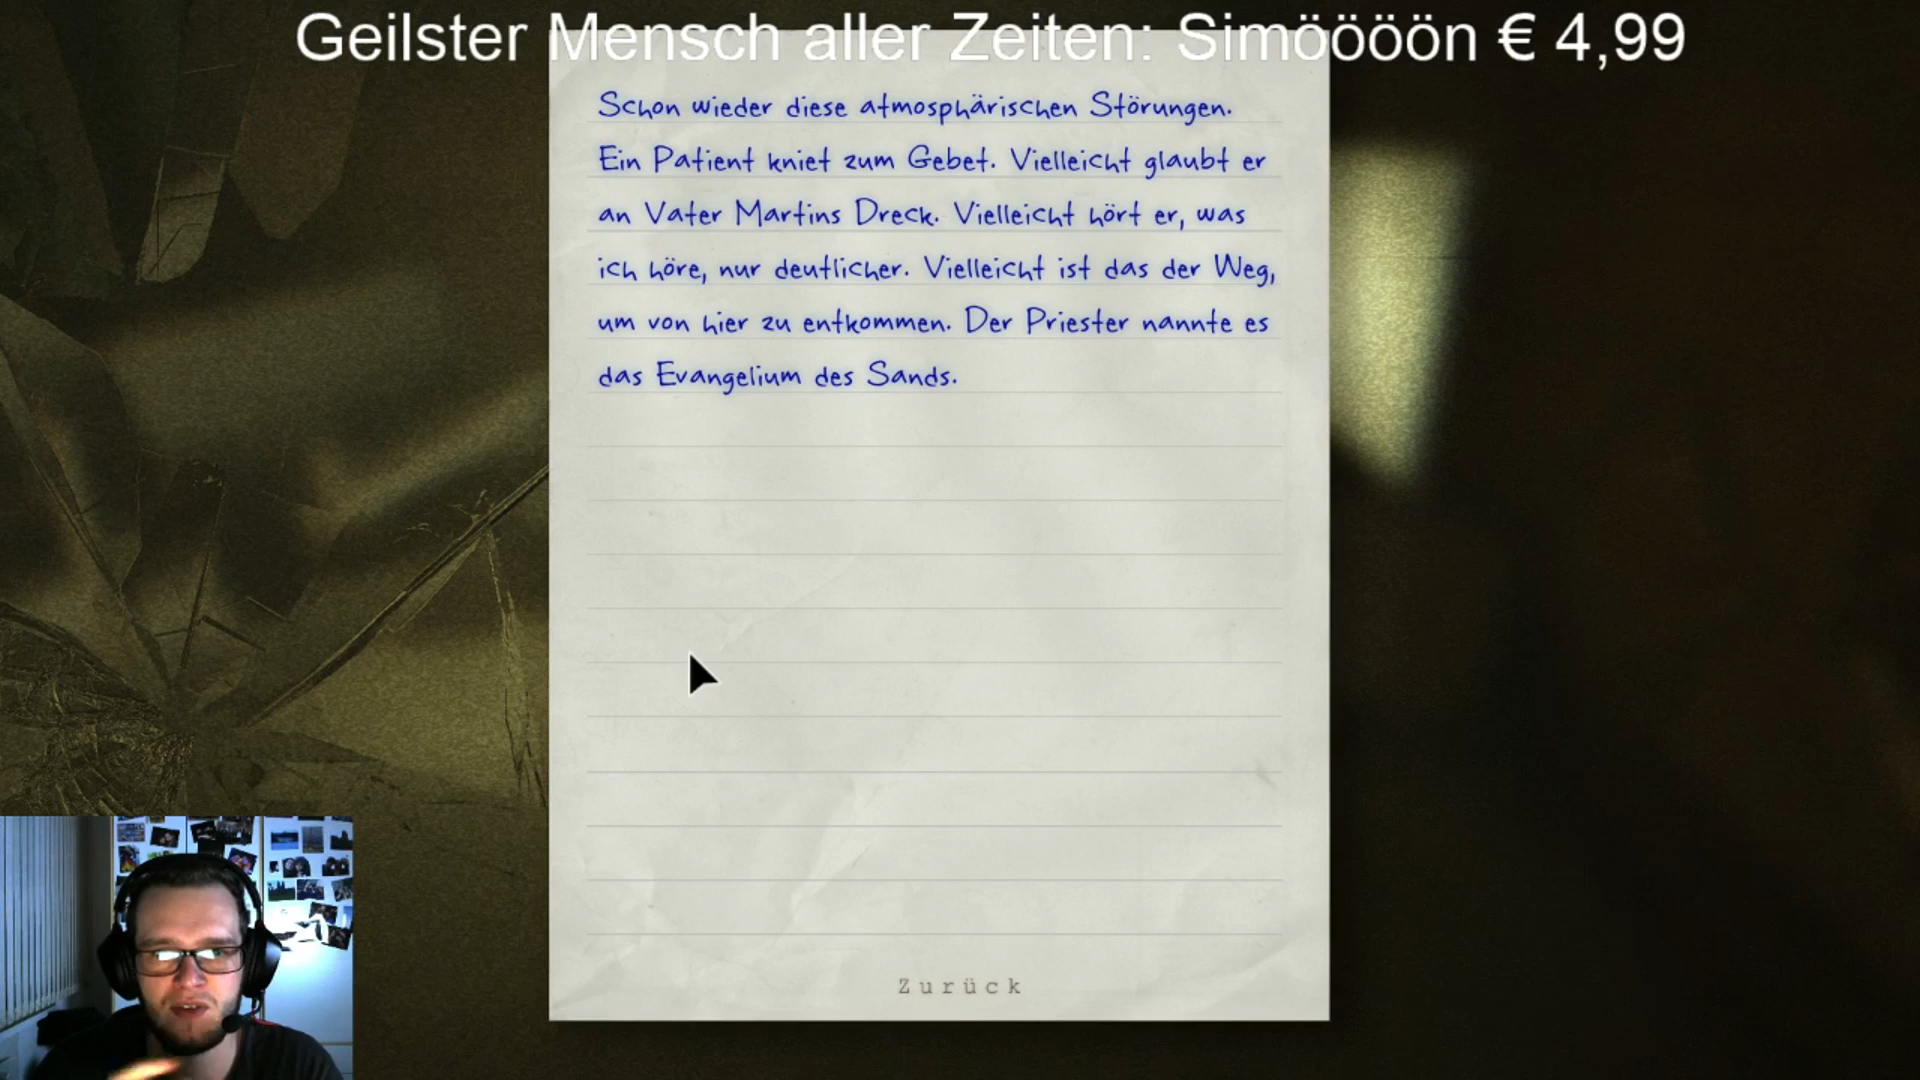 Geilster Mensch aller Zeiten: Simööööön € 4,99
Schon wieder diese atmosphärischen Störungen.
Ein Patient kniet zum Gebet. Vielleicht glaubt er
an Vater Martins Dreck. Vielleicht hört er, was
ich höre, nur deutlicher. Vielleicht ist das der Weg,
um von hier zu entkommen. Der Priester nannte es
das Evangelium des Sands.
Zurück